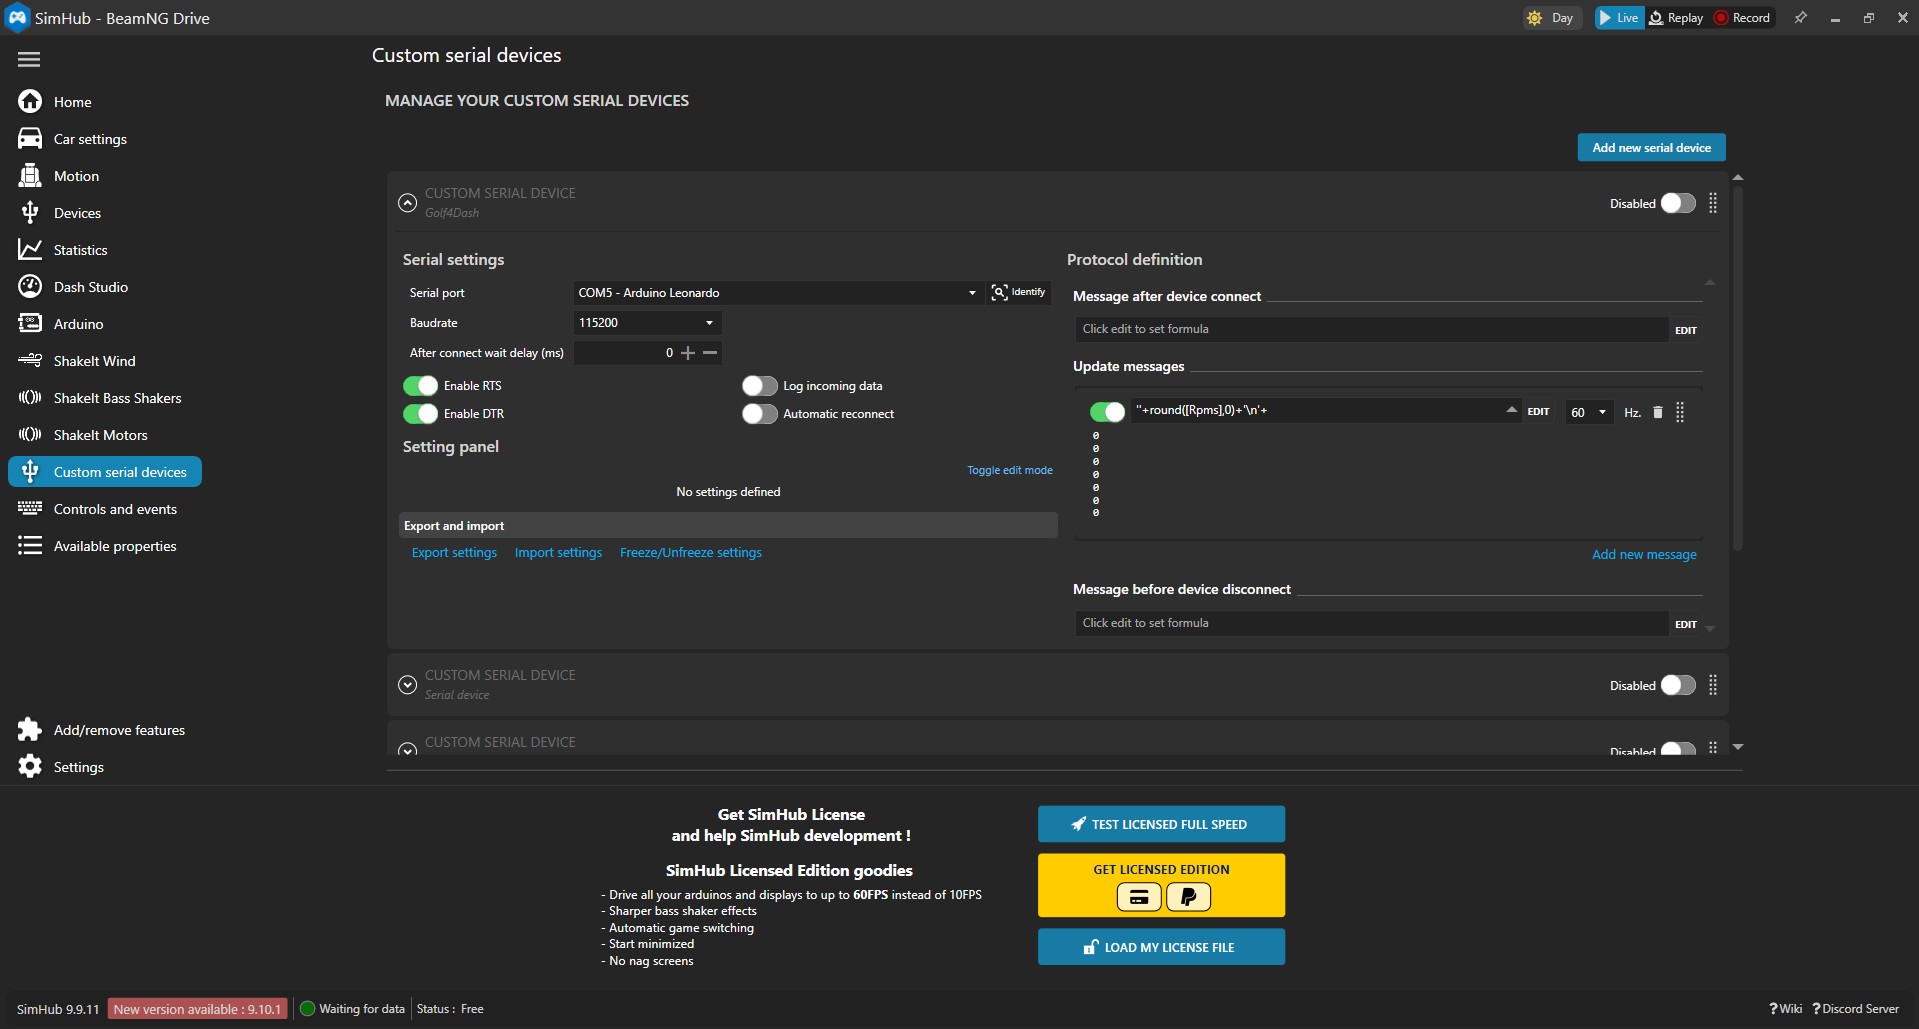 SimHub - BeamNG Drive
Day
Live
Replay
Record
Custom serial devices
Home
Car settings
Motion
Devices
Statistics
Dash Studio
Arduino
ShakeIt Wind
ShakeIt Bass Shakers
ShakeIt Motors
Custom serial devices
Controls and events
Available properties
Add/remove features
Settings
MANAGE YOUR CUSTOM SERIAL DEVICES
Add new serial device
CUSTOM SERIAL DEVICE
Golf4Dash
Disabled
Serial settings
Serial port
COM5 - Arduino Leonardo
Identify
Baudrate
115200
After connect wait delay (ms)
0
Enable RTS
Log incoming data
Enable DTR
Automatic reconnect
Setting panel
Toggle edit mode
No settings defined
Export and import
Export settings
Import settings
Freeze/Unfreeze settings
Protocol definition
Message after device connect
Click edit to set formula
EDIT
Update messages
''+round([Rpms],0)+'\n'+
EDIT
60
Hz.
0
0
0
0
0
0
0
Add new message
Message before device disconnect
Click edit to set formula
EDIT
CUSTOM SERIAL DEVICE
Serial device
Disabled
CUSTOM SERIAL DEVICE
Disabled
Get SimHub License
and help SimHub development !
SimHub Licensed Edition goodies
- Drive all your arduinos and displays to up to 60FPS instead of 10FPS
- Sharper bass shaker effects
- Automatic game switching
- Start minimized
- No nag screens
TEST LICENSED FULL SPEED
GET LICENSED EDITION
LOAD MY LICENSE FILE
SimHub 9.9.11
New version available : 9.10.1
Waiting for data
Status : Free
?Wiki
?Discord Server